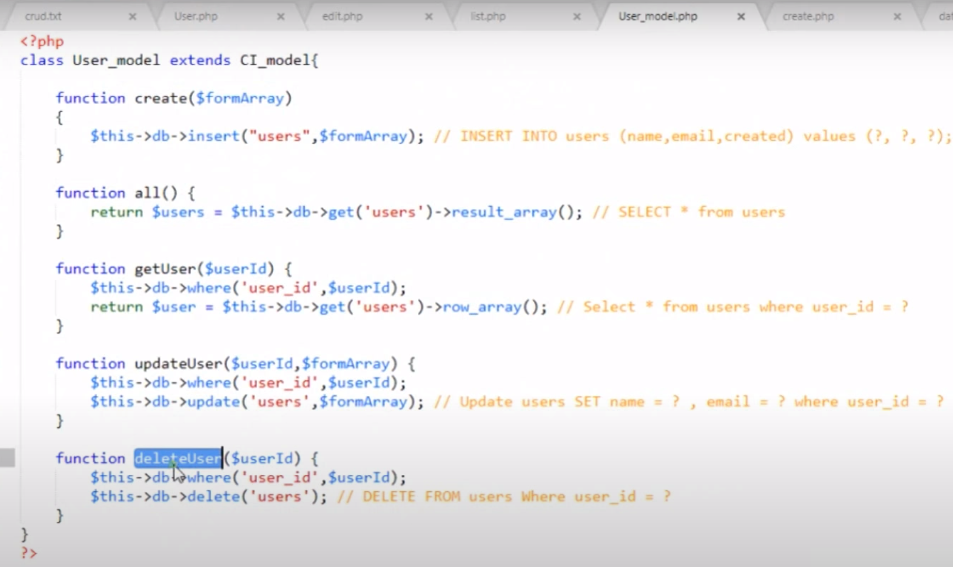 crud.txt × User.php × edit.php × list.php × User_model.php × create.php × dat
<?php
class User_model extends CI_model{
function create($formArray)
{
$this->db->insert("users",$formArray); // INSERT INTO users (name,email,created) values (?, ?, ?);
}
function all() {
return $users = $this->db->get('users')->result_array(); // SELECT * from users
}
function getUser($userId) {
$this->db->where('user_id',$userId);
return $user = $this->db->get('users')->row_array(); // Select * from users where user_id = ?
}
function updateUser($userId,$formArray) {
$this->db->where('user_id',$userId);
$this->db->update('users',$formArray); // Update users SET name = ? , email = ? where user_id = ?
}
function deleteUser($userId) {
$this->db->where('user_id',$userId);
$this->db->delete('users'); // DELETE FROM users Where user_id = ?
}
}
?>